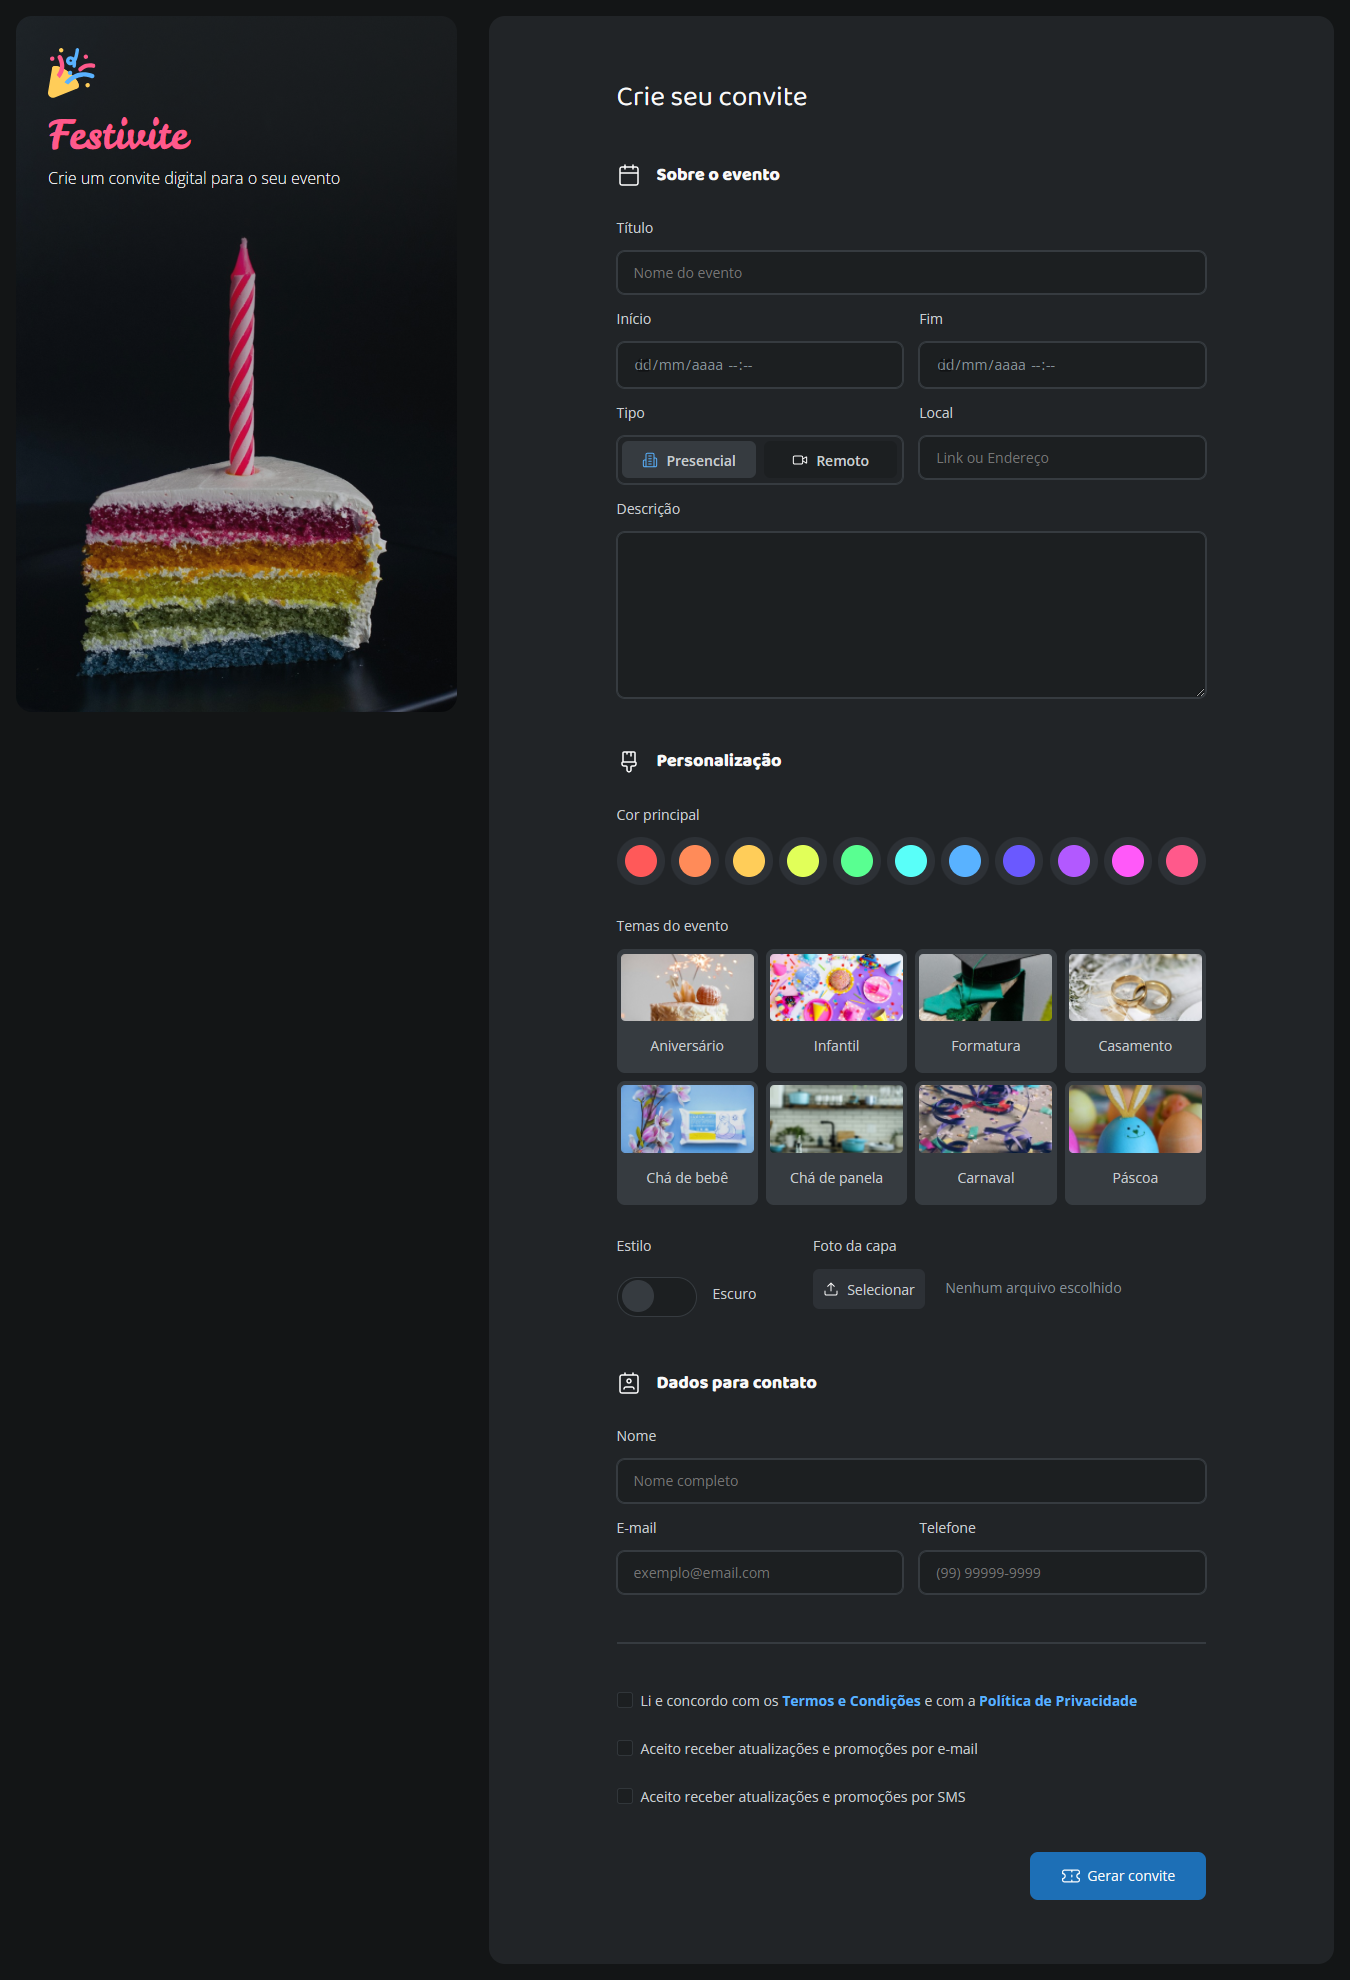 Festivite
Crie um convite digital para o seu evento
Crie seu convite
Sobre o evento
Título
Nome do evento
Início Fim
dd/mm/aaaa --:-- dd/mm/aaaa --:--
Tipo Local
Presencial Remoto Link ou Endereço
Descrição
Personalização
Cor principal
Temas do evento
Aniversário Infantil Formatura Casamento
Chá de bebê Chá de panela Carnaval Páscoa
Estilo Foto da capa
Escuro Selecionar Nenhum arquivo escolhido
Dados para contato
Nome
Nome completo
E-mail Telefone
exemplo@email.com (99) 99999-9999
Li e concordo com os Termos e Condições e com a Política de Privacidade
Aceito receber atualizações e promoções por e-mail
Aceito receber atualizações e promoções por SMS
Gerar convite